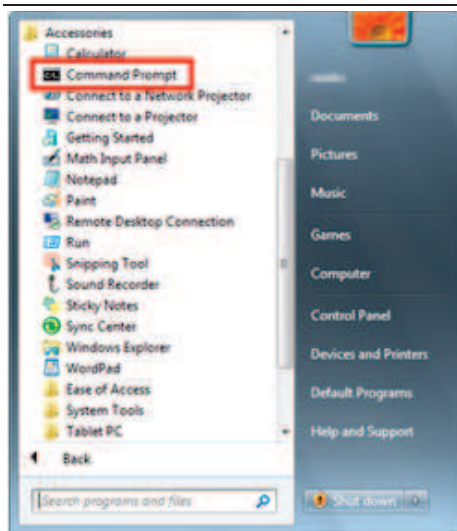 Accessories
Calculator
Command Prompt
Connect to a Network Projector
Connect to a Projector
Getting Started
Math Input Panel
Notepad
Paint
Remote Desktop Connection
Run
Snipping Tool
Sound Recorder
Sticky Notes
Sync Center
Windows Explorer
WordPad
Ease of Access
System Tools
Tablet PC
Back
Search programs and files
Documents
Pictures
Music
Games
Computer
Control Panel
Devices and Printers
Default Programs
Help and Support
Shut down